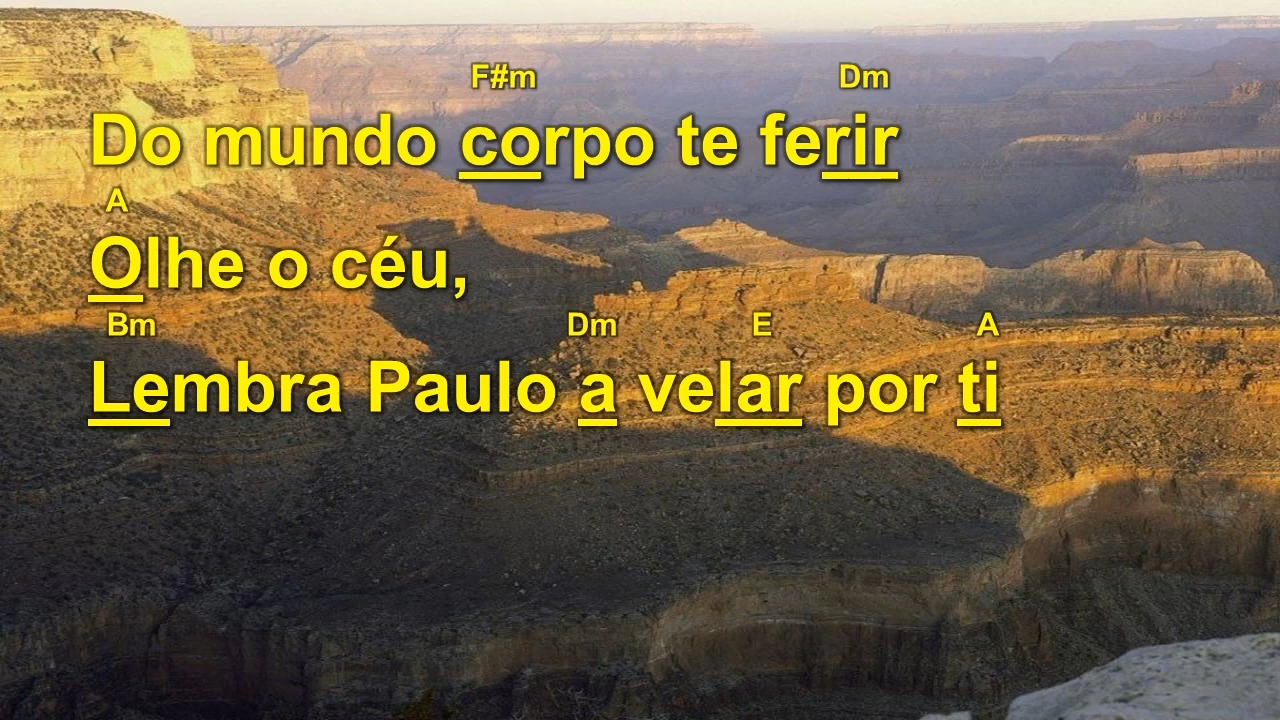 F#m Dm
Do mundo corpo te ferir
A
Olhe o céu,
Bm Dm E A
Lembra Paulo a velar por ti